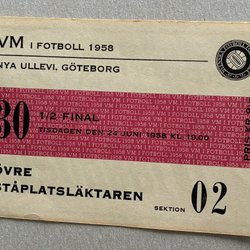 VM I FOTBOLL 1958
NYA ULLEVI, GÖTEBORG
30
1/2 FINAL
TISDAGEN DEN 24 JUNI 1958 KL. 19.00
ÖVRE
STÅPLATSLÄKTAREN
SEKTION 02